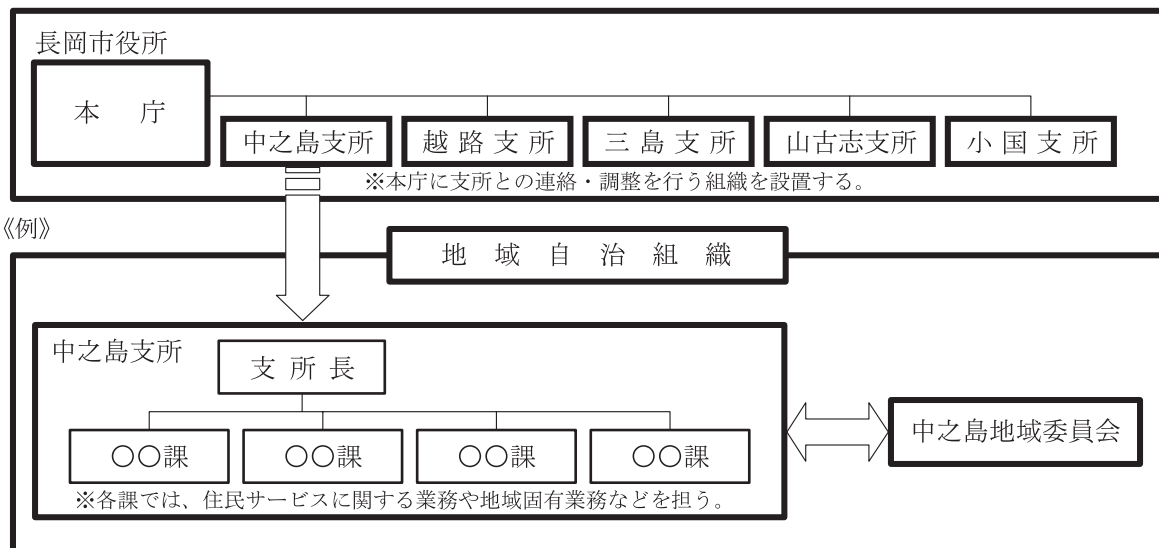 長岡市役所
本　庁
中之島支所
越路支所
三島支所
山古志支所
小国支所
※本庁に支所との連絡・調整を行う組織を設置する。
《例》
地域自治組織
中之島支所
支所長
○○課
○○課
○○課
○○課
※各課では、住民サービスに関する業務や地域固有業務などを担う。
中之島地域委員会